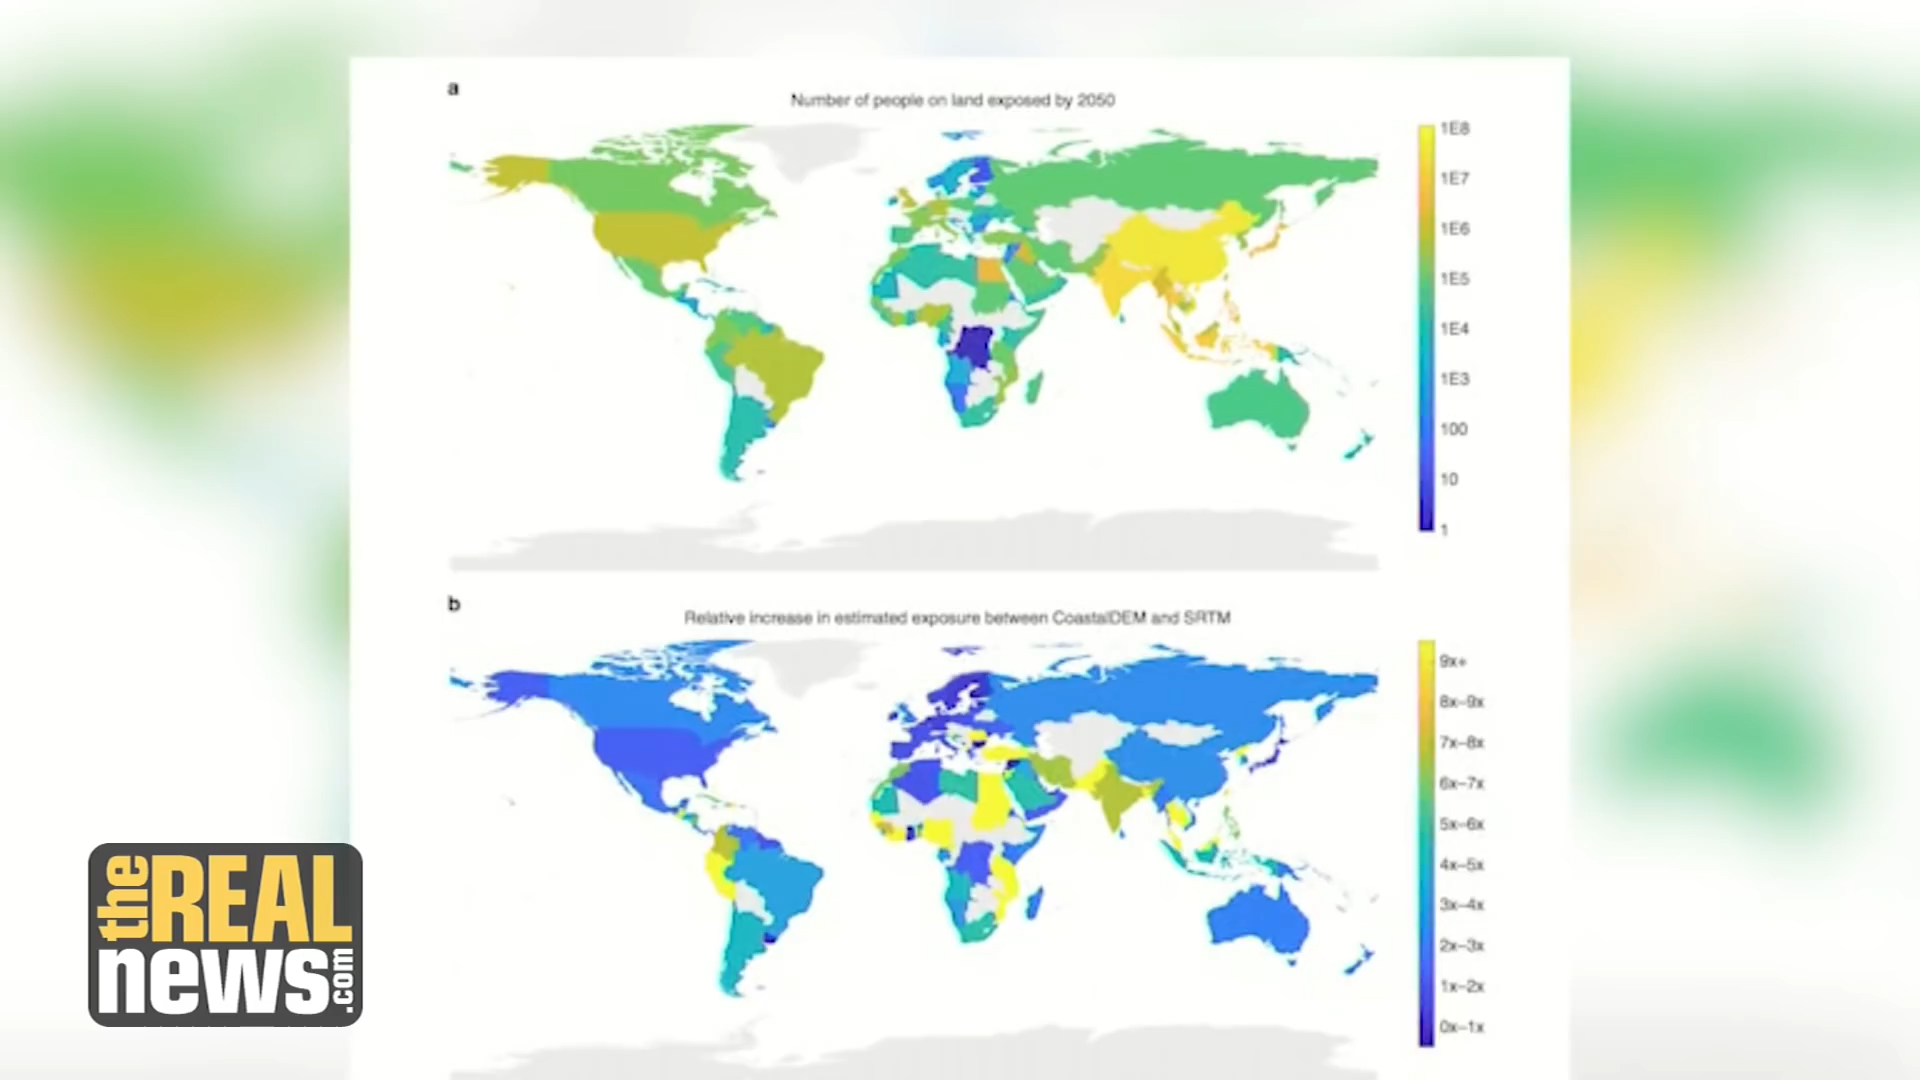 a
Number of people on land exposed by 2050
1E8
1E7
1E6
1E5
1E4
1E3
100
10
1
b
Relative increase in estimated exposure between CoastalDEM and SRTM
9x+
8x–9x
7x–8x
6x–7x
5x–6x
4x–5x
3x–4x
2x–3x
1x–2x
0x–1x
the REAL
news.com